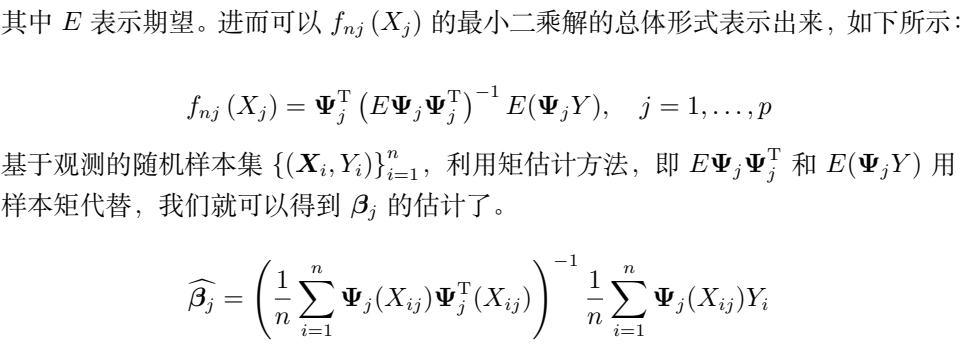 其中 $E$ 表示期望。进而可以 $f_{nj}(X_j)$ 的最小二乘解的总体形式表示出来，如下所示：
$$f_{nj}(X_j) = \boldsymbol{\Psi}_j^{\mathrm{T}} \left( E\boldsymbol{\Psi}_j \boldsymbol{\Psi}_j^{\mathrm{T}} \right)^{-1} E(\boldsymbol{\Psi}_j Y), \quad j = 1, \ldots, p$$
基于观测的随机样本集 $\{(\boldsymbol{X}_i, Y_i)\}_{i=1}^{n}$，利用矩估计方法，即 $E\boldsymbol{\Psi}_j \boldsymbol{\Psi}_j^{\mathrm{T}}$ 和 $E(\boldsymbol{\Psi}_j Y)$ 用
样本矩代替，我们就可以得到 $\boldsymbol{\beta}_j$ 的估计了。
$$\widehat{\boldsymbol{\beta}_j} = \left( \frac{1}{n} \sum_{i=1}^{n} \boldsymbol{\Psi}_j(X_{ij}) \boldsymbol{\Psi}_j^{\mathrm{T}}(X_{ij}) \right)^{-1} \frac{1}{n} \sum_{i=1}^{n} \boldsymbol{\Psi}_j(X_{ij}) Y_i$$